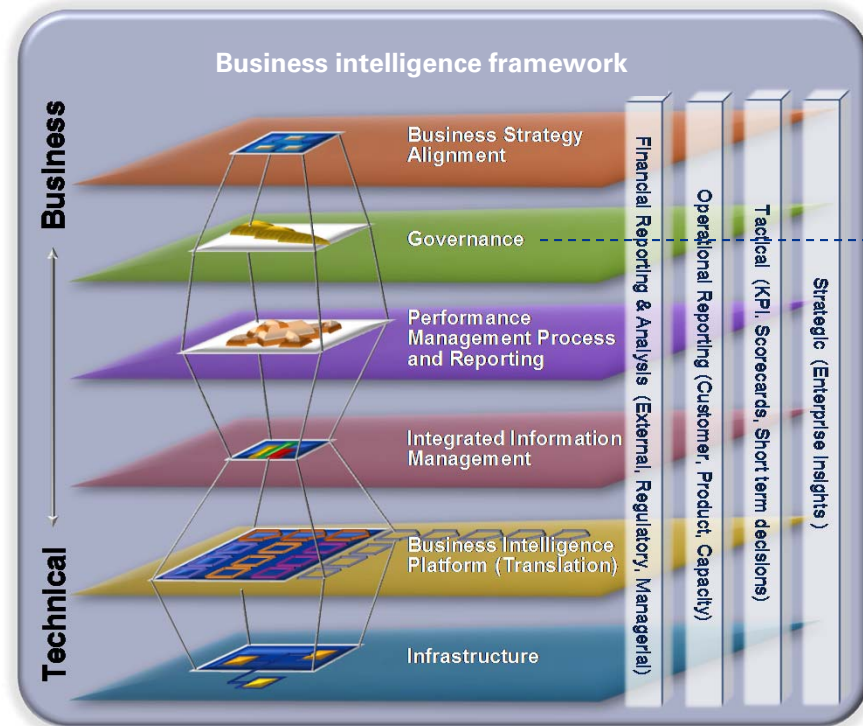 Business intelligence framework
Business
Technical
Business Strategy
Alignment
Governance
Performance
Management Process
and Reporting
Integrated Information
Management
Business Intelligence
Platform (Translation)
Infrastructure
Financial Reporting & Analysis (External, Regulatory, Managerial)
Operational Reporting (Customer, Product, Capacity)
Tactical (KPI. Scorecards, Short term decisions)
Strategic (Enterprise Insights )